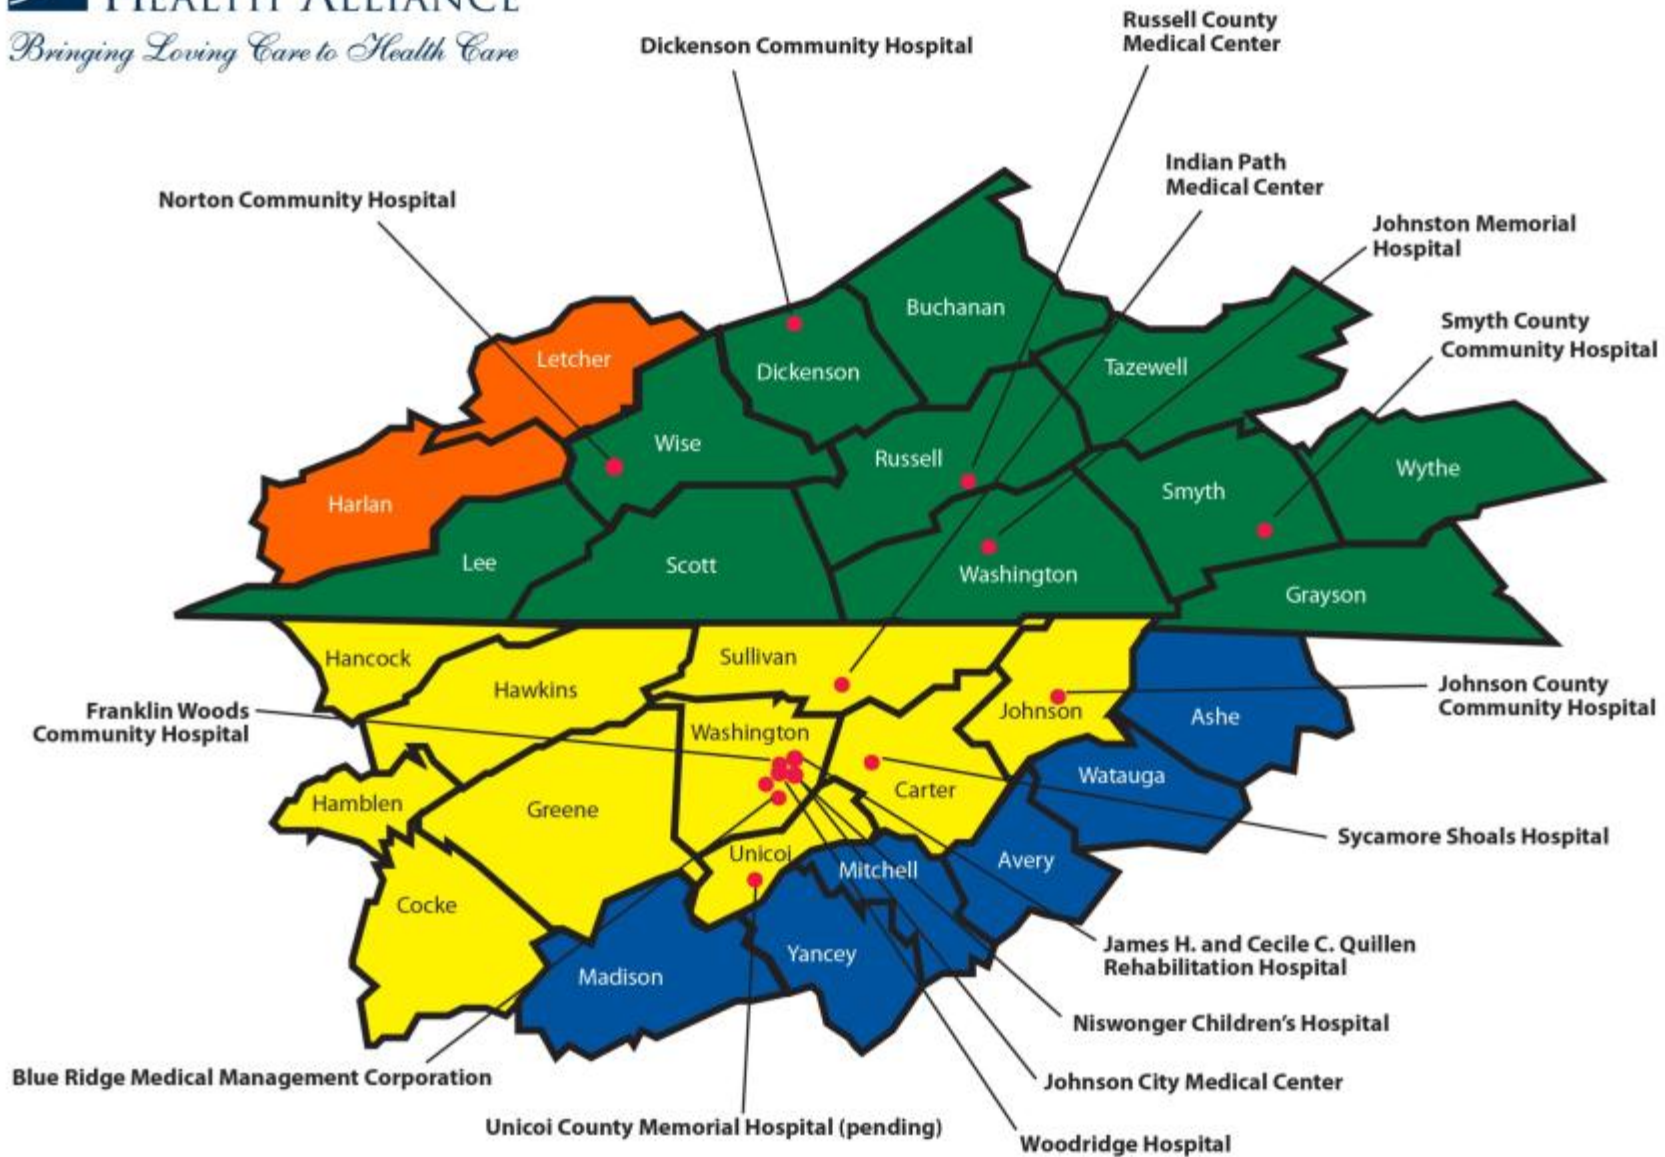 HEALTH ALLIANCE
Bringing Loving Care to Health Care
Dickenson Community Hospital
Russell County
Medical Center
Indian Path
Medical Center
Norton Community Hospital
Johnston Memorial
Hospital
Smyth County
Community Hospital
Buchanan
Letcher
Dickenson
Tazewell
Wise
Russell
Wythe
Smyth
Harlan
Lee
Scott
Washington
Grayson
Hancock
Sullivan
Hawkins
Johnson County
Community Hospital
Franklin Woods
Community Hospital
Johnson
Ashe
Washington
Watauga
Hamblen
Greene
Carter
Sycamore Shoals Hospital
Unicoi
Mitchell
Avery
Cocke
James H. and Cecile C. Quillen
Rehabilitation Hospital
Yancey
Madison
Niswonger Children's Hospital
Blue Ridge Medical Management Corporation
Johnson City Medical Center
Unicoi County Memorial Hospital (pending)
Woodridge Hospital